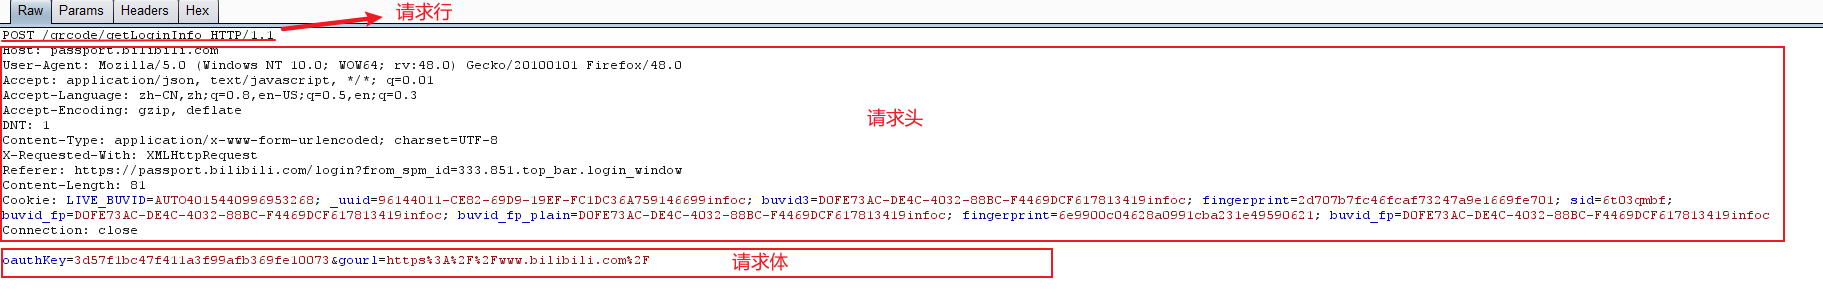 Raw Params Headers Hex
请求行
POST /qrcode/getLoginInfo HTTP/1.1
Host: passport.bilibili.com
User-Agent: Mozilla/5.0 (Windows NT 10.0; WOW64; rv:48.0) Gecko/20100101 Firefox/48.0
Accept: application/json, text/javascript, */*; q=0.01
Accept-Language: zh-CN,zh;q=0.8,en-US;q=0.5,en;q=0.3
Accept-Encoding: gzip, deflate
请求头
DNT: 1
Content-Type: application/x-www-form-urlencoded; charset=UTF-8
X-Requested-With: XMLHttpRequest
Referer: https://passport.bilibili.com/login?from_spm_id=333.851.top_bar.login_window
Content-Length: 81
Cookie: LIVE_BUVID=AUTO4015440996953268; _uuid=96144011-CE82-69D9-19EF-FC1DC36A759146699infoc; buvid3=D0FE73AC-DE4C-4032-88BC-F4469DCF617813419infoc; fingerprint=2d707b7fc46fcaf73247a9e1669fe701; sid=6t03qmbf;
buvid_fp=D0FE73AC-DE4C-4032-88BC-F4469DCF617813419infoc; buvid_fp_plain=D0FE73AC-DE4C-4032-88BC-F4469DCF617813419infoc; fingerprint=6e9900c04628a0991cba231e49590621; buvid_fp=D0FE73AC-DE4C-4032-88BC-F4469DCF617813419infoc
Connection: close
oauthKey=3d57f1bc47f411a3f99afb369fe10073&gourl=https%3A%2F%2Fwww.bilibili.com%2F
请求体